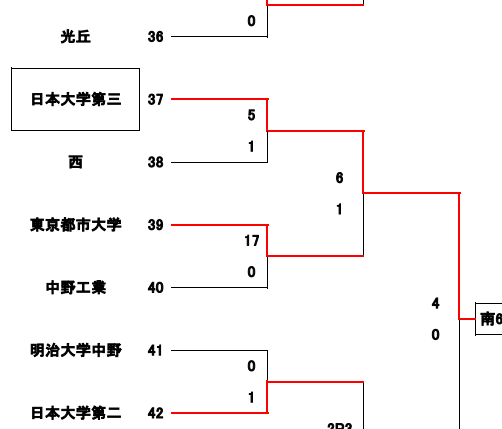 0
光丘 36
日本大学第三 37
5
1
西 38
6
1
東京都市大学 39
17
0
中野工業 40
4
南6
0
明治大学中野 41
0
1
日本大学第二 42